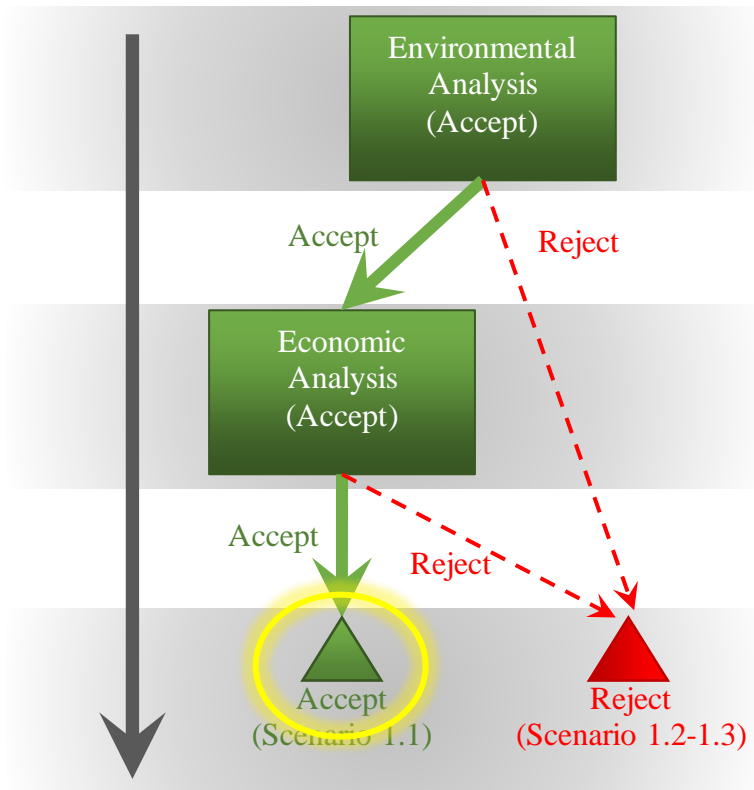 Environmental
Analysis
(Accept)
Accept
Reject
Economic
Analysis
(Accept)
Accept
Reject
Accept
(Scenario 1.1)
Reject
(Scenario 1.2-1.3)